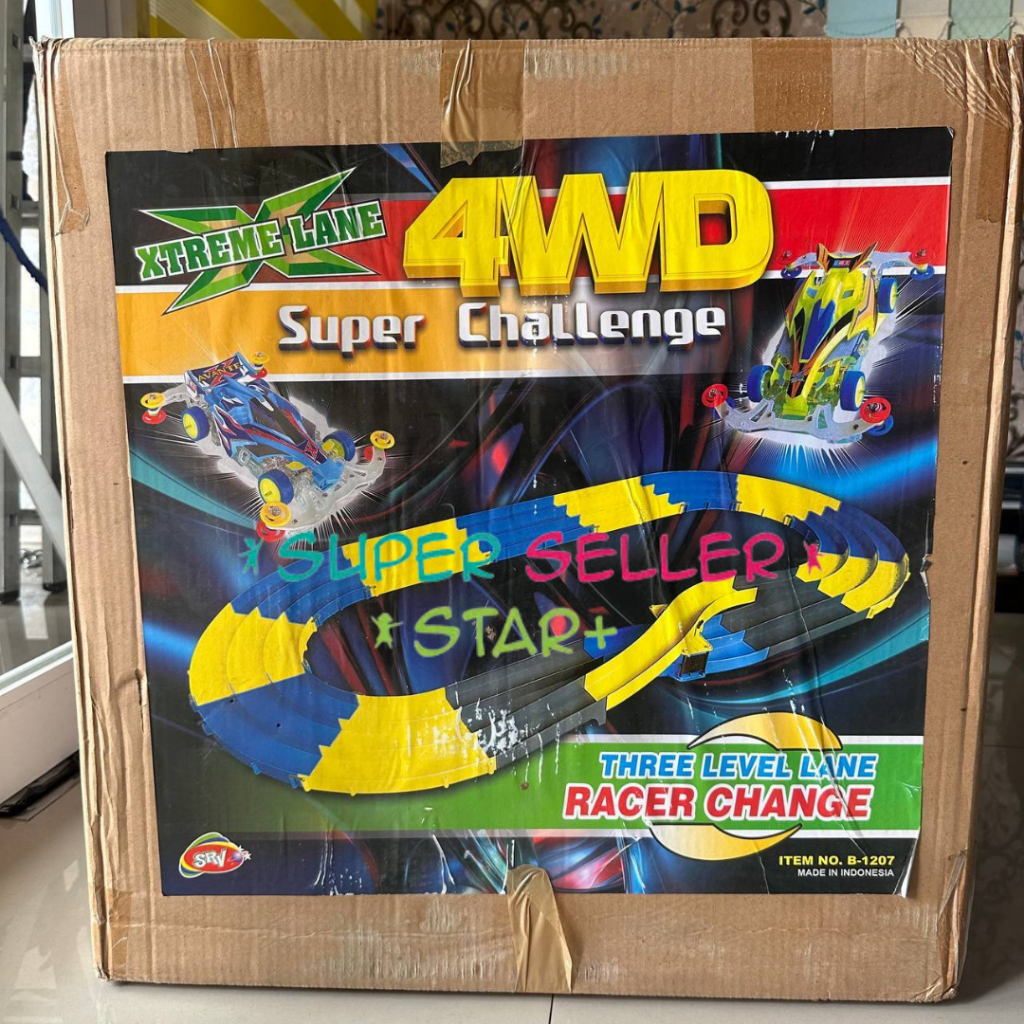 XTREME LANE
4WD
Super Challenge
AVANTE
*SUPER SELLER*
*STAR+
THREE LEVEL LANE
RACER CHANGE
SRV
ITEM NO. B-1207
MADE IN INDONESIA